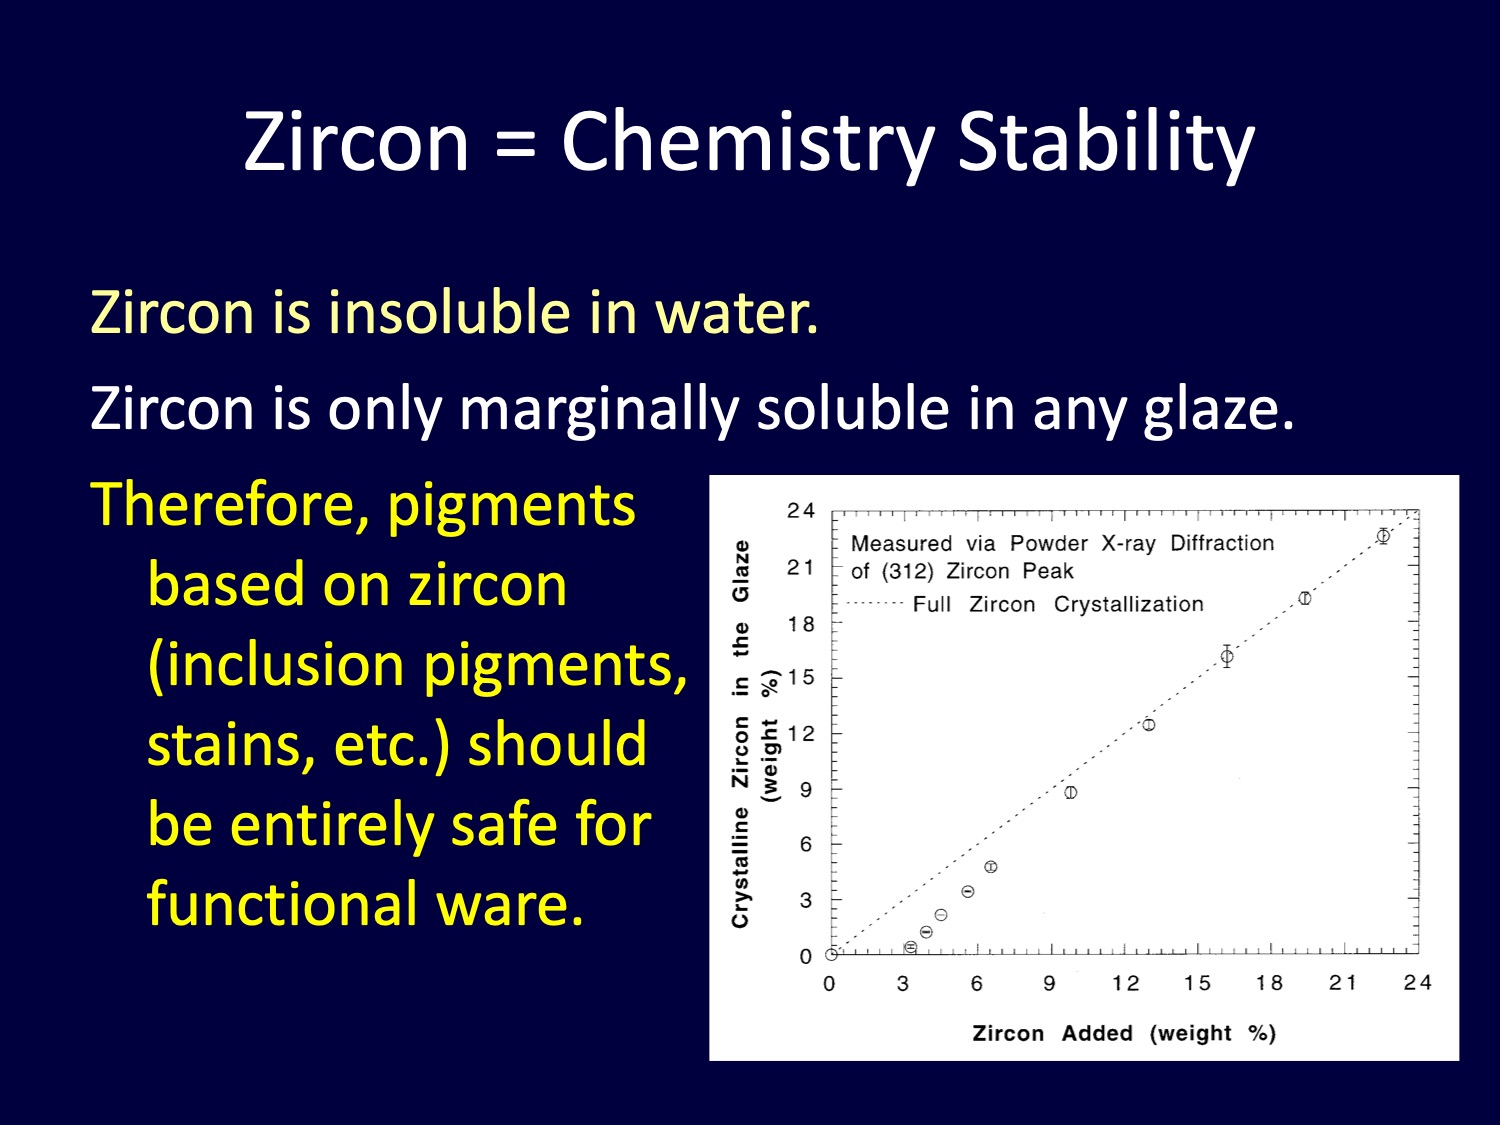 Zircon = Chemistry Stability
Zircon is insoluble in water.
Zircon is only marginally soluble in any glaze.
Therefore, pigments
based on zircon
(inclusion pigments,
stains, etc.) should
be entirely safe for
functional ware.
Crystalline Zircon in the Glaze
(weight %)
24
21
18
15
12
9
6
3
0
Measured via Powder X-ray Diffraction
of (312) Zircon Peak
Full Zircon Crystallization
0 3 6 9 12 15 18 21 24
Zircon Added (weight %)